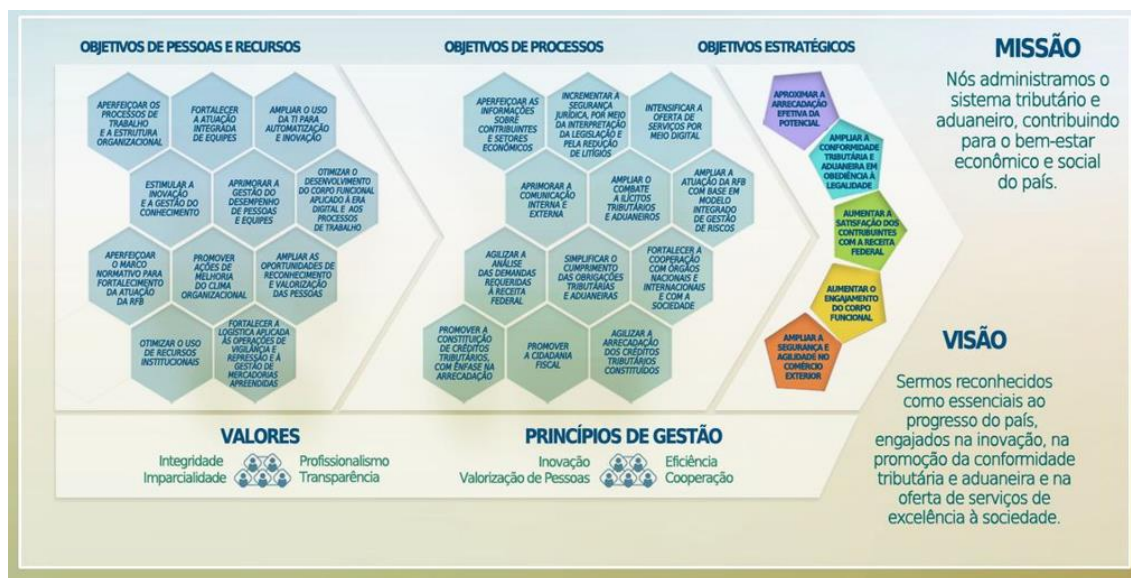 OBJETIVOS DE PESSOAS E RECURSOS
APERFEIÇOAR OS
PROCESSOS DE
TRABALHO
E A ESTRUTURA
ORGANIZACIONAL
FORTALECER
A ATUAÇÃO
INTEGRADA
DE EQUIPES
AMPLIAR O USO
DA TI PARA
AUTOMATIZAÇÃO
E INOVAÇÃO
ESTIMULAR A
INOVAÇÃO
E A GESTÃO DO
CONHECIMENTO
APRIMORAR A
GESTÃO DO
DESEMPENHO
DE PESSOAS
E EQUIPES
OTIMIZAR O
DESENVOLVIMENTO
DO CORPO FUNCIONAL
APLICADO À ERA
DIGITAL E AOS
PROCESSOS
DE TRABALHO
APERFEIÇOAR
O MARCO
NORMATIVO PARA
FORTALECIMENTO
DA ATUAÇÃO
DA RFB
PROMOVER
AÇÕES DE
MELHORIA
DO CLIMA
ORGANIZACIONAL
AMPLIAR AS
OPORTUNIDADES DE
RECONHECIMENTO
E VALORIZAÇÃO
DAS PESSOAS
OTIMIZAR O USO
DE RECURSOS
INSTITUCIONAIS
FORTALECER A
LOGÍSTICA APLICADA
ÀS OPERAÇÕES DE
VIGILÂNCIA E
REPRESSÃO E À
GESTÃO DE
MERCADORIAS
APREENDIDAS
OBJETIVOS DE PROCESSOS
APERFEIÇOAR AS
INFORMAÇÕES
SOBRE
CONTRIBUINTES
E SETORES
ECONÔMICOS
INCREMENTAR A
SEGURANÇA
JURÍDICA, POR MEIO
DA INTERPRETAÇÃO
DA LEGISLAÇÃO E
PELA REDUÇÃO
DE LITÍGIOS
INTENSIFICAR A
OFERTA DE
SERVIÇOS POR
MEIO DIGITAL
APRIMORAR A
COMUNICAÇÃO
INTERNA E
EXTERNA
AMPLIAR O
COMBATE
A ILÍCITOS
TRIBUTÁRIOS
E ADUANEIROS
AMPLIAR A
ATUAÇÃO DA RFB
COM BASE EM
MODELO
INTEGRADO
DE GESTÃO DE
RISCOS
AGILIZAR A
ANÁLISE
DAS DEMANDAS
REQUERIDAS
À RECEITA
FEDERAL
SIMPLIFICAR O
CUMPRIMENTO
DAS OBRIGAÇÕES
TRIBUTÁRIAS
E ADUANEIRAS
FORTALECER A
COOPERAÇÃO
COM ÓRGÃOS
NACIONAIS E
INTERNACIONAIS
E COM A
SOCIEDADE
PROMOVER A
CONSTITUIÇÃO
DE CRÉDITOS
TRIBUTÁRIOS,
COM ÊNFASE NA
ARRECADAÇÃO
PROMOVER
A CIDADANIA
FISCAL
AGILIZAR A
ARRECADAÇÃO
DOS CRÉDITOS
TRIBUTÁRIOS
CONSTITUÍDOS
OBJETIVOS ESTRATÉGICOS
APROXIMAR A
ARRECADAÇÃO
EFETIVA DA
POTENCIAL
AMPLIAR A
CONFORMIDADE
TRIBUTÁRIA E
ADUANEIRA EM
OBEDIÊNCIA À
LEGALIDADE
AUMENTAR A
SATISFAÇÃO DOS
CONTRIBUINTES
COM A RECEITA
FEDERAL
AUMENTAR O
ENGAJAMENTO
DO CORPO
FUNCIONAL
AMPLIAR A
SEGURANÇA E
AGILIDADE NO
COMÉRCIO
EXTERIOR
MISSÃO
Nós administramos o
sistema tributário e
aduaneiro, contribuindo
para o bem-estar
econômico e social
do país.
VISÃO
Sermos reconhecidos
como essenciais ao
progresso do país,
engajados na inovação, na
promoção da conformidade
tributária e aduaneira e na
oferta de serviços de
excelência à sociedade.
VALORES
Integridade
Imparcialidade
Profissionalismo
Transparência
PRINCÍPIOS DE GESTÃO
Inovação
Valorização de Pessoas
Eficiência
Cooperação